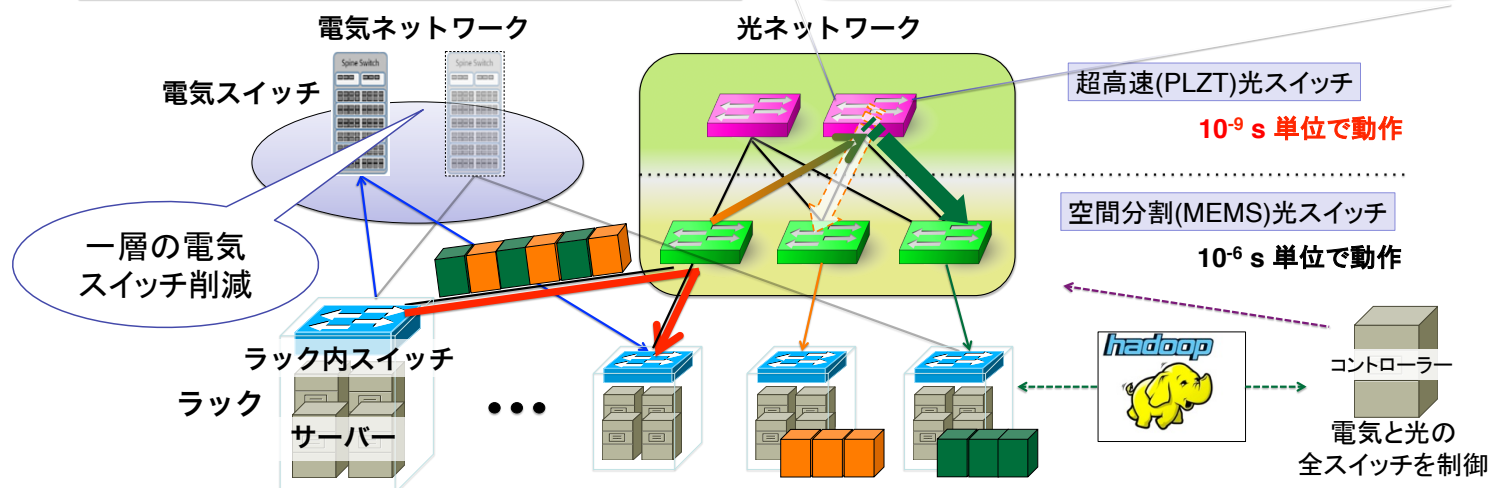 電気ネットワーク
光ネットワーク
Spine Switch
Spine Switch
電気スイッチ
超高速(PLZT)光スイッチ
10-9 s 単位で動作
空間分割(MEMS)光スイッチ
10-6 s 単位で動作
一層の電気
スイッチ削減
ラック内スイッチ
ラック
サーバー
•••
hadoop
コントローラー
電気と光の
全スイッチを制御